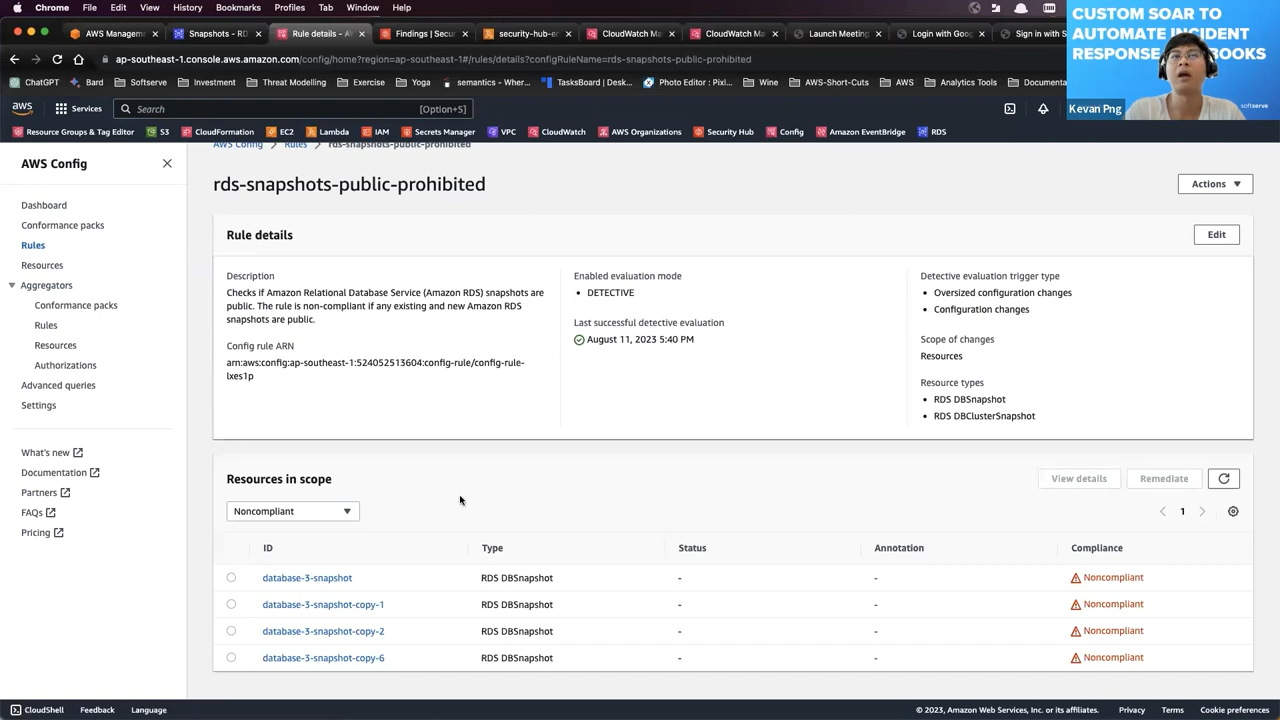 Chrome File Edit View History Bookmarks Profiles Tab Window Help
AWS Manageme Snapshots - RD Rule details - A Findings | Secu security-hub-en CloudWatch M CloudWatch Ma Launch Meeting Login with Goog Sign in with S
ap-southeast-1.console.aws.amazon.com/config/home?region=ap-southeast-1#/rules/details?configRuleName=rds-snapshots-public-prohibited
ChatGPT Bard Softserve Investment Trade Exercise Yoga semantics - Wher... TasksBoard | Desk... Photo Editor : Pixl... Wine AWS-Short-Cuts AWS Analytics Tools Documenta
CUSTOM SOAR TO
AUTOMATE INCIDENT
RESPONSE
BOOKS
softserve
Kevan Png
aws Services Search [Option+S]
Resource Groups & Tag Editor S3 CloudFormation EC2 Lambda IAM Secrets Manager VPC CloudWatch AWS Organizations Security Hub Config Amazon EventBridge RDS
AWS Config
Dashboard
Conformance packs
Rules
Resources
Aggregators
Conformance packs
Rules
Resources
Authorizations
Advanced queries
Settings
What's new
Documentation
Partners
FAQs
Pricing
AWS Config Rules rds-snapshots-public-prohibited
rds-snapshots-public-prohibited
Actions
Rule details
Edit
Description
Checks if Amazon Relational Database Service (Amazon RDS) snapshots are
public. The rule is non-compliant if any existing and new Amazon RDS
snapshots are public.
Config rule ARN
arn:aws:config:ap-southeast-1:524052513604:config-rule/config-rule-
lxes1p
Enabled evaluation mode
DETECTIVE
Last successful detective evaluation
August 11, 2023 5:40 PM
Detective evaluation trigger type
Oversized configuration changes
Configuration changes
Scope of changes
Resources
Resource types
RDS DBSnapshot
RDS DBClusterSnapshot
Resources in scope
View details Remediate
Noncompliant
1
ID Type Status Annotation Compliance
database-3-snapshot RDS DBSnapshot - - Noncompliant
database-3-snapshot-copy-1 RDS DBSnapshot - - Noncompliant
database-3-snapshot-copy-2 RDS DBSnapshot - - Noncompliant
database-3-snapshot-copy-6 RDS DBSnapshot - - Noncompliant
CloudShell Feedback Language © 2023, Amazon Web Services, Inc. or its affiliates. Privacy Terms Cookie preferences